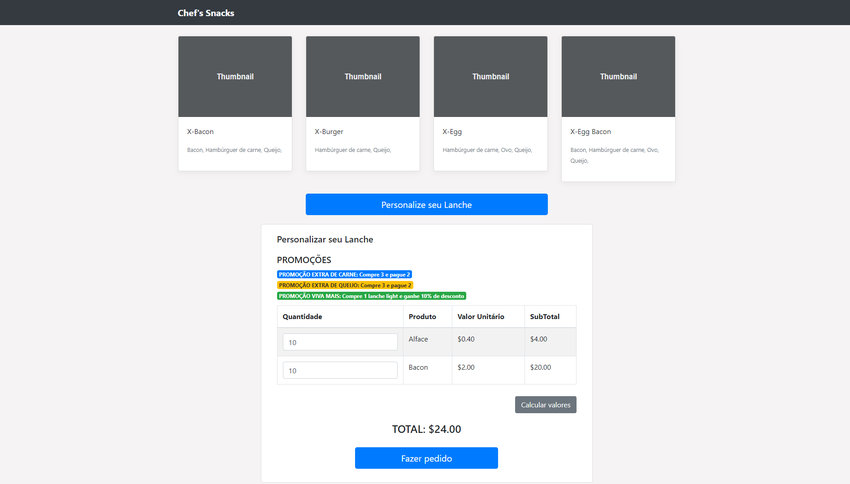 Chef's Snacks
Thumbnail Thumbnail Thumbnail Thumbnail
X-Bacon
Bacon, Hambúrguer de carne, Queijo,
X-Burger
Hambúrguer de carne, Queijo,
X-Egg
Hambúrguer de carne, Ovo, Queijo,
X-Egg Bacon
Bacon, Hambúrguer de carne, Ovo,
Queijo,
Personalize seu Lanche
Personalizar seu Lanche
PROMOÇÕES
PROMOÇÃO EXTRA DE CARNE: Compre 3 e pague 2
PROMOÇÃO EXTRA DE QUEIJO: Compre 3 e pague 2
PROMOÇÃO VIVA MAIS: Compre 1 lanche light e ganhe 10% de desconto
Quantidade Produto Valor Unitário SubTotal
10 Alface $0.40 $4.00
10 Bacon $2.00 $20.00
Calcular valores
TOTAL: $24.00
Fazer pedido